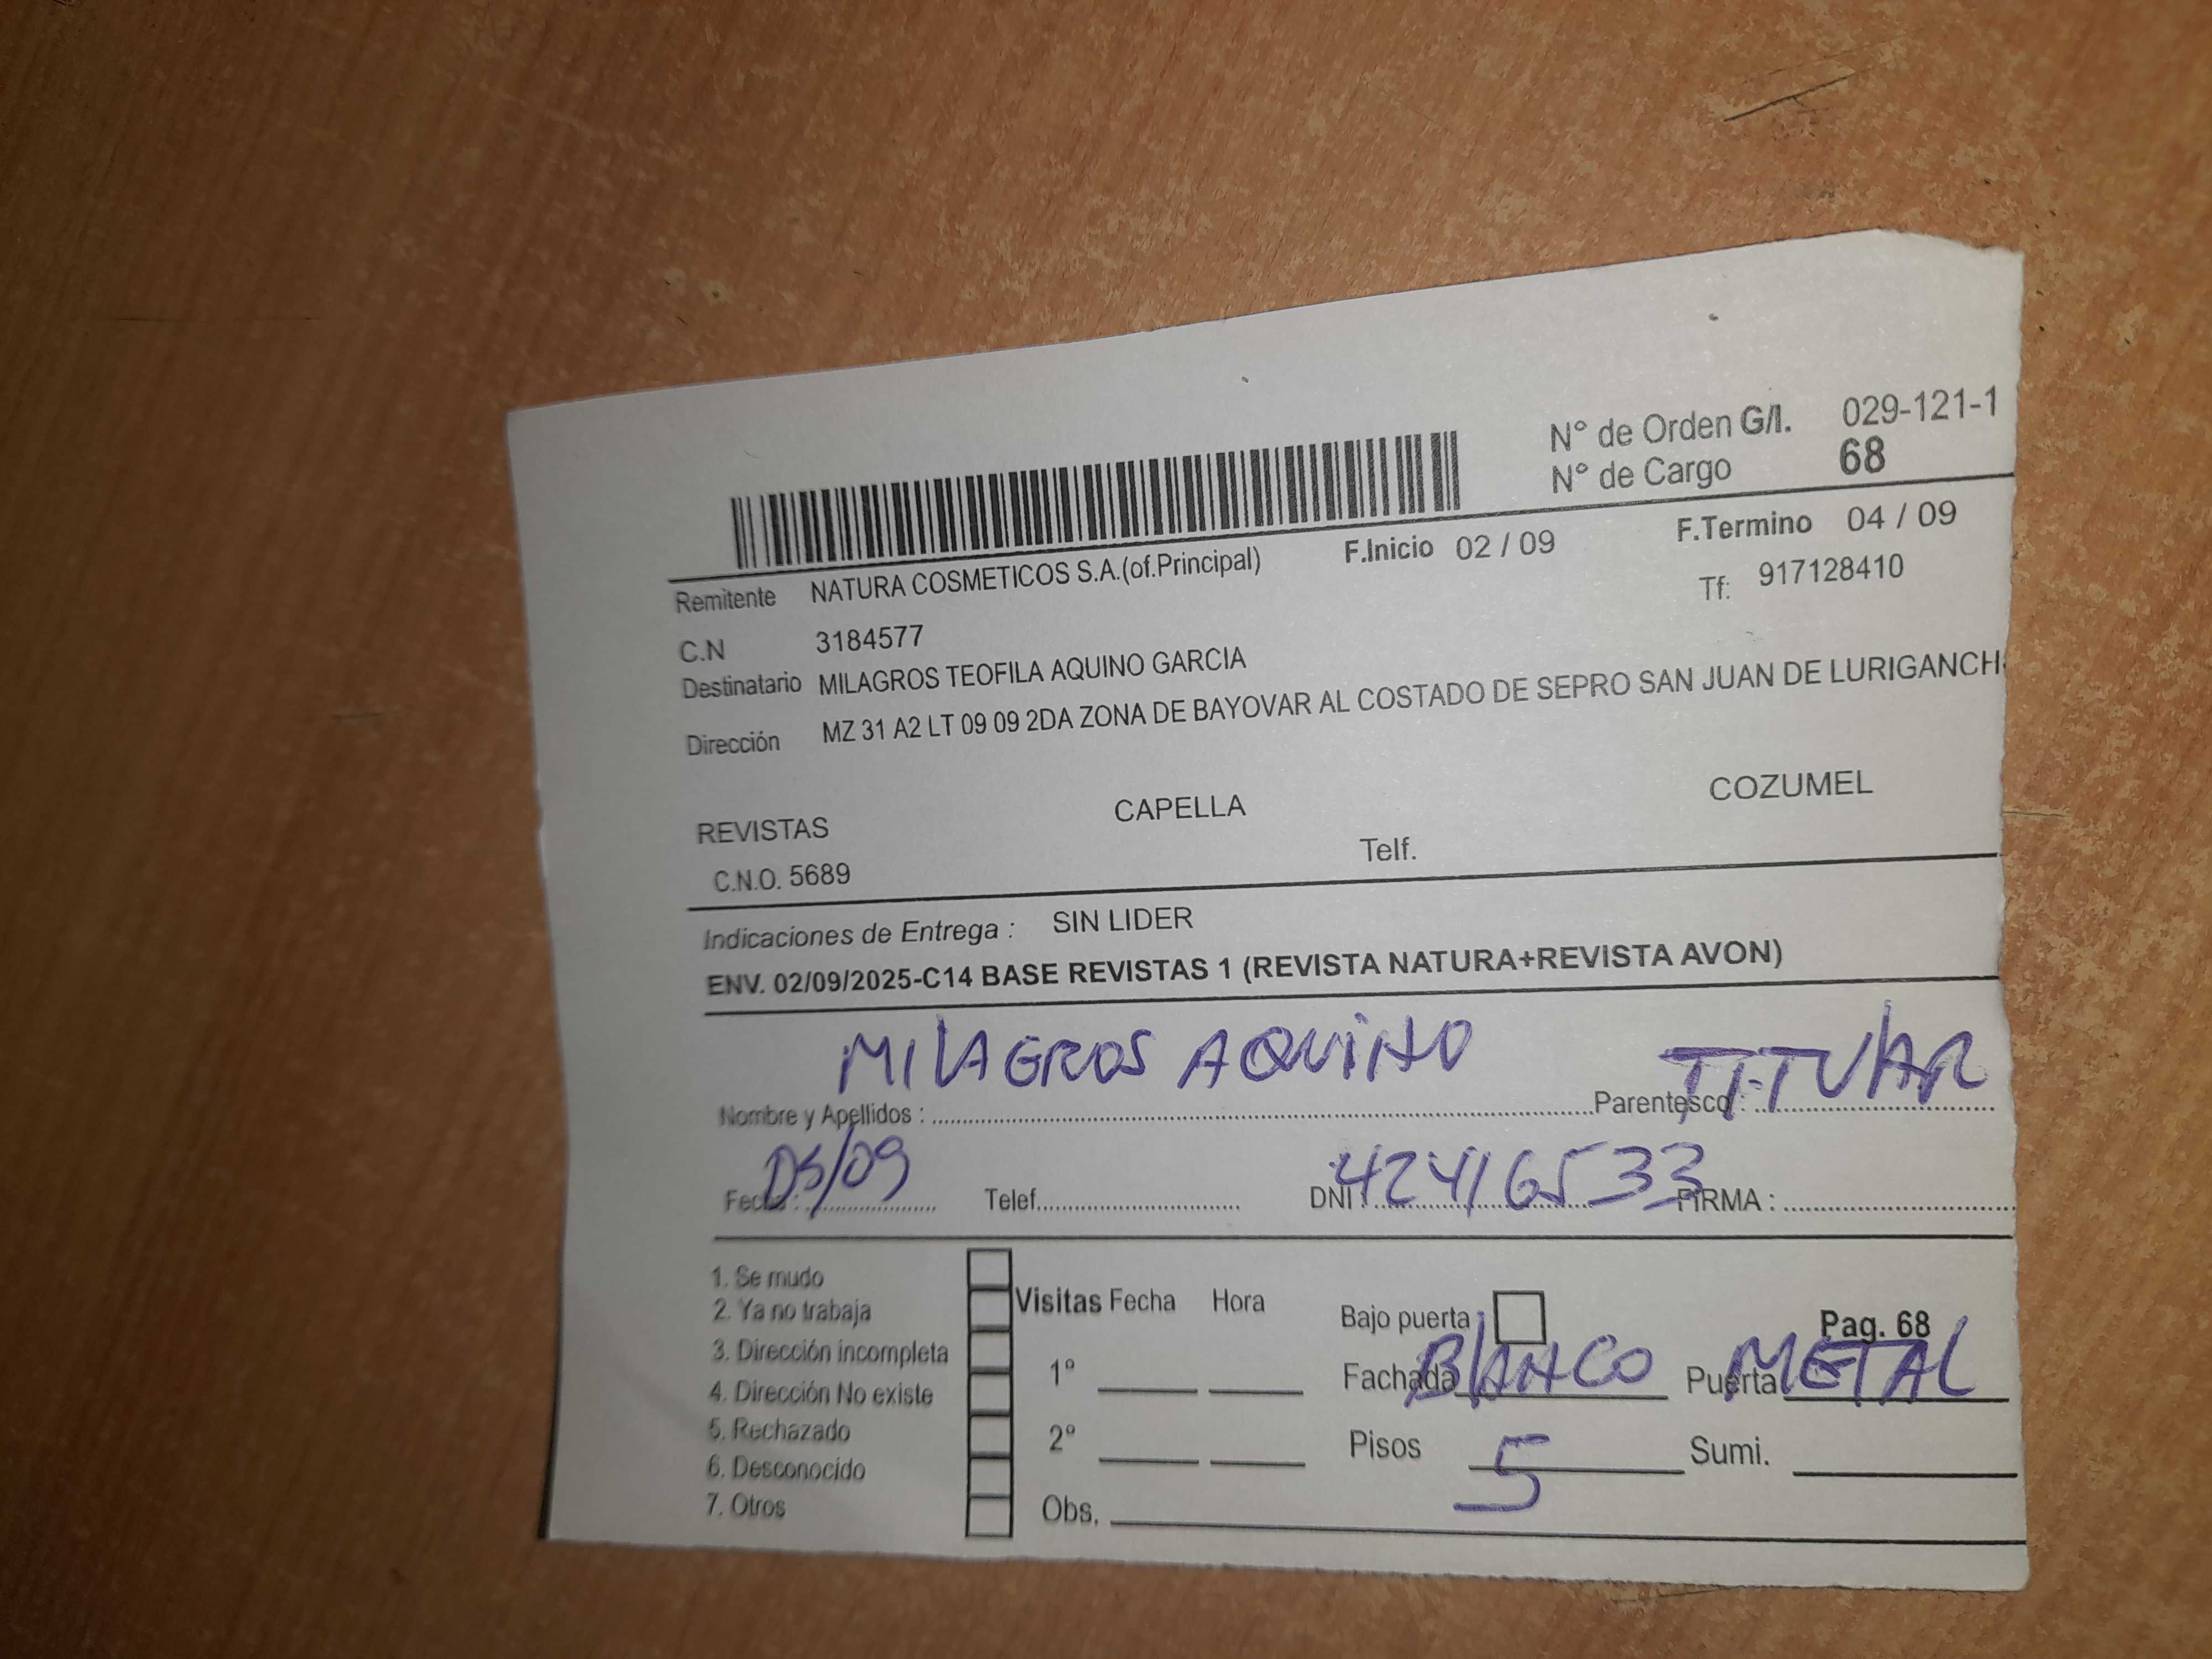 N° de Orden G/I. 029-121-1
N° de Cargo 68
F.Inicio 02 / 09 F.Termino 04 / 09
Remitente NATURA COSMETICOS S.A.(of.Principal) Tf: 917128410
C.N 3184577
Destinatario MILAGROS TEOFILA AQUINO GARCIA
Dirección MZ 31 A2 LT 09 09 2DA ZONA DE BAYOVAR AL COSTADO DE SEPRO SAN JUAN DE LURIGANCH
REVISTAS CAPELLA COZUMEL
C.N.O. 5689 Telf.
Indicaciones de Entrega : SIN LIDER
ENV. 02/09/2025-C14 BASE REVISTAS 1 (REVISTA NATURA+REVISTA AVON)
Nombre y Apellidos : MILAGROS AQUINO Parentesco : TITULAR
Fecha : 05/09 Telef. DNI : 42416533 FIRMA :
1. Se mudo
2. Ya no trabaja
3. Dirección incompleta
4. Dirección No existe
5. Rechazado
6. Desconocido
7. Otros
Visitas Fecha Hora
1º
2º
Obs.
Bajo puerta Pag. 68
Fachada BLANCO Puerta METAL
Pisos 5 Sumi.